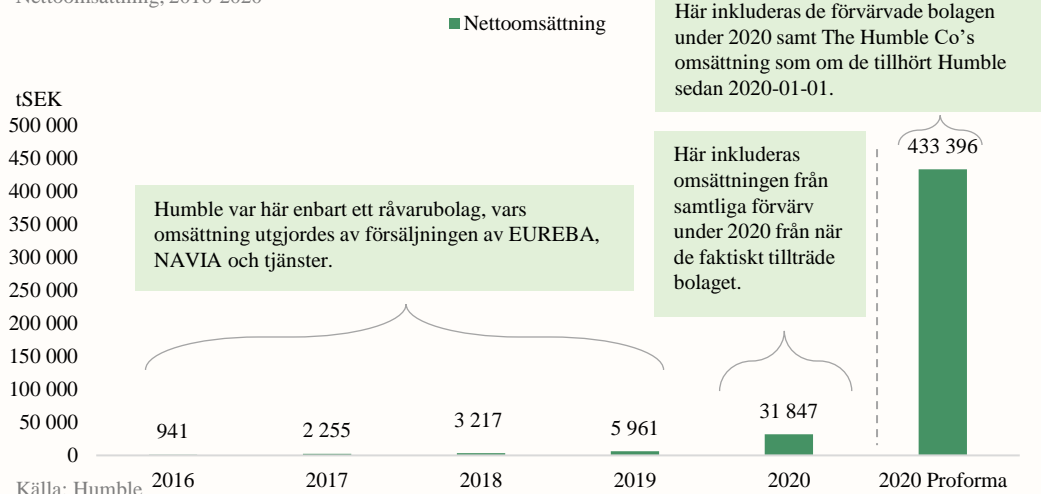 Nettoomsättning, 2016-2020
Nettoomsättning
Här inkluderas de förvärvade bolagen
under 2020 samt The Humble Co's
omsättning som om de tillhört Humble
sedan 2020-01-01.
tSEK
500 000
450 000
400 000
350 000
300 000
250 000
200 000
150 000
100 000
50 000
0
Humble var här enbart ett råvarubolag, vars
omsättning utgjordes av försäljningen av EUREBA,
NAVIA och tjänster.
Här inkluderas
omsättningen från
samtliga förvärv
under 2020 från när
de faktiskt tillträde
bolaget.
941
2 255
3 217
5 961
31 847
433 396
2016
2017
2018
2019
2020
2020 Proforma
Källa: Humble